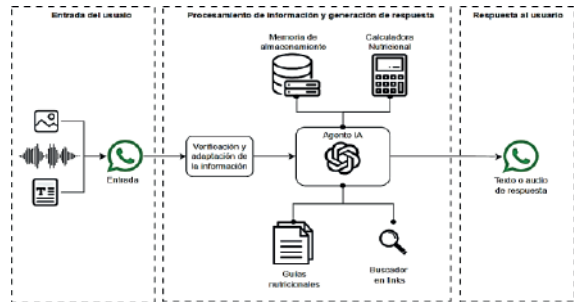 Entrada del usuario
Procesamiento de información y generación de respuesta
Respuesta al usuario
Memoria de
almacenamiento
Calculadora
Nutricional
Verificación y
adaptación de
la información
Agente IA
T
Entrada
Texto o audio
de respuesta
Guías
nutricionales
Buscador
en links